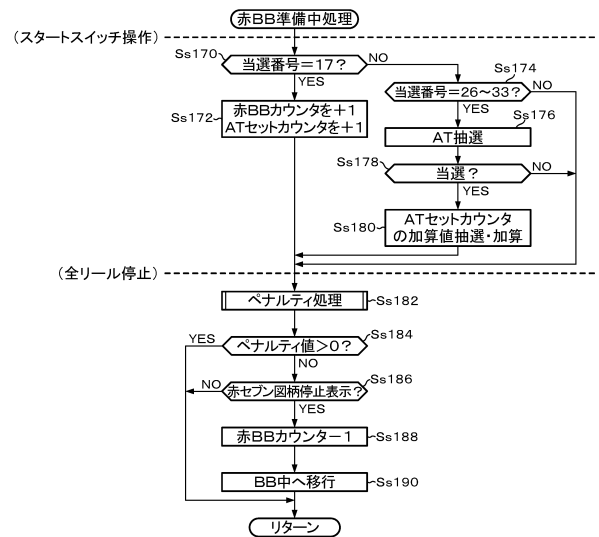 赤BB準備中処理
(スタートスイッチ操作)
Ss170
当選番号=17?
NO
YES
Ss174
当選番号=26~33?
NO
YES
Ss172
赤BBカウンタを+1
ATセットカウンタを+1
Ss176
AT抽選
Ss178
当選?
NO
YES
Ss180
ATセットカウンタ
の加算値抽選・加算
(全リール停止)
ペナルティ処理
Ss182
Ss184
YES
ペナルティ値>0?
NO
Ss186
NO
赤セブン図柄停止表示?
YES
赤BBカウンター1
Ss188
BB中へ移行
Ss190
リターン